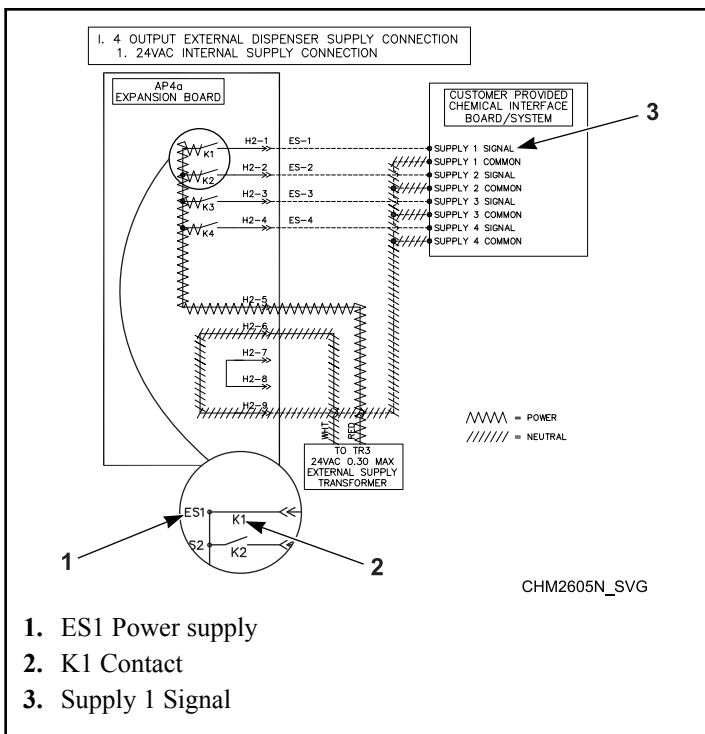 I. 4 OUTPUT EXTERNAL DISPENSER SUPPLY CONNECTION
1. 24VAC INTERNAL SUPPLY CONNECTION
AP4a
EXPANSION BOARD
CUSTOMER PROVIDED
CHEMICAL INTERFACE
BOARD/SYSTEM
3
K1
H2-1
ES-1
SUPPLY 1 SIGNAL
SUPPLY 1 COMMON
K2
H2-2
ES-2
SUPPLY 2 SIGNAL
SUPPLY 2 COMMON
K3
H2-3
ES-3
SUPPLY 3 SIGNAL
SUPPLY 3 COMMON
K4
H2-4
ES-4
SUPPLY 4 SIGNAL
SUPPLY 4 COMMON
H2-5
H2-6
H2-7
H2-8
H2-9
= POWER
= NEUTRAL
WHT
RED
TO TR3
24VAC 0.30 MAX
EXTERNAL SUPPLY
TRANSFORMER
ES1
K1
S2
K2
1
2
CHM2605N_SVG
1. ES1 Power supply
2. K1 Contact
3. Supply 1 Signal